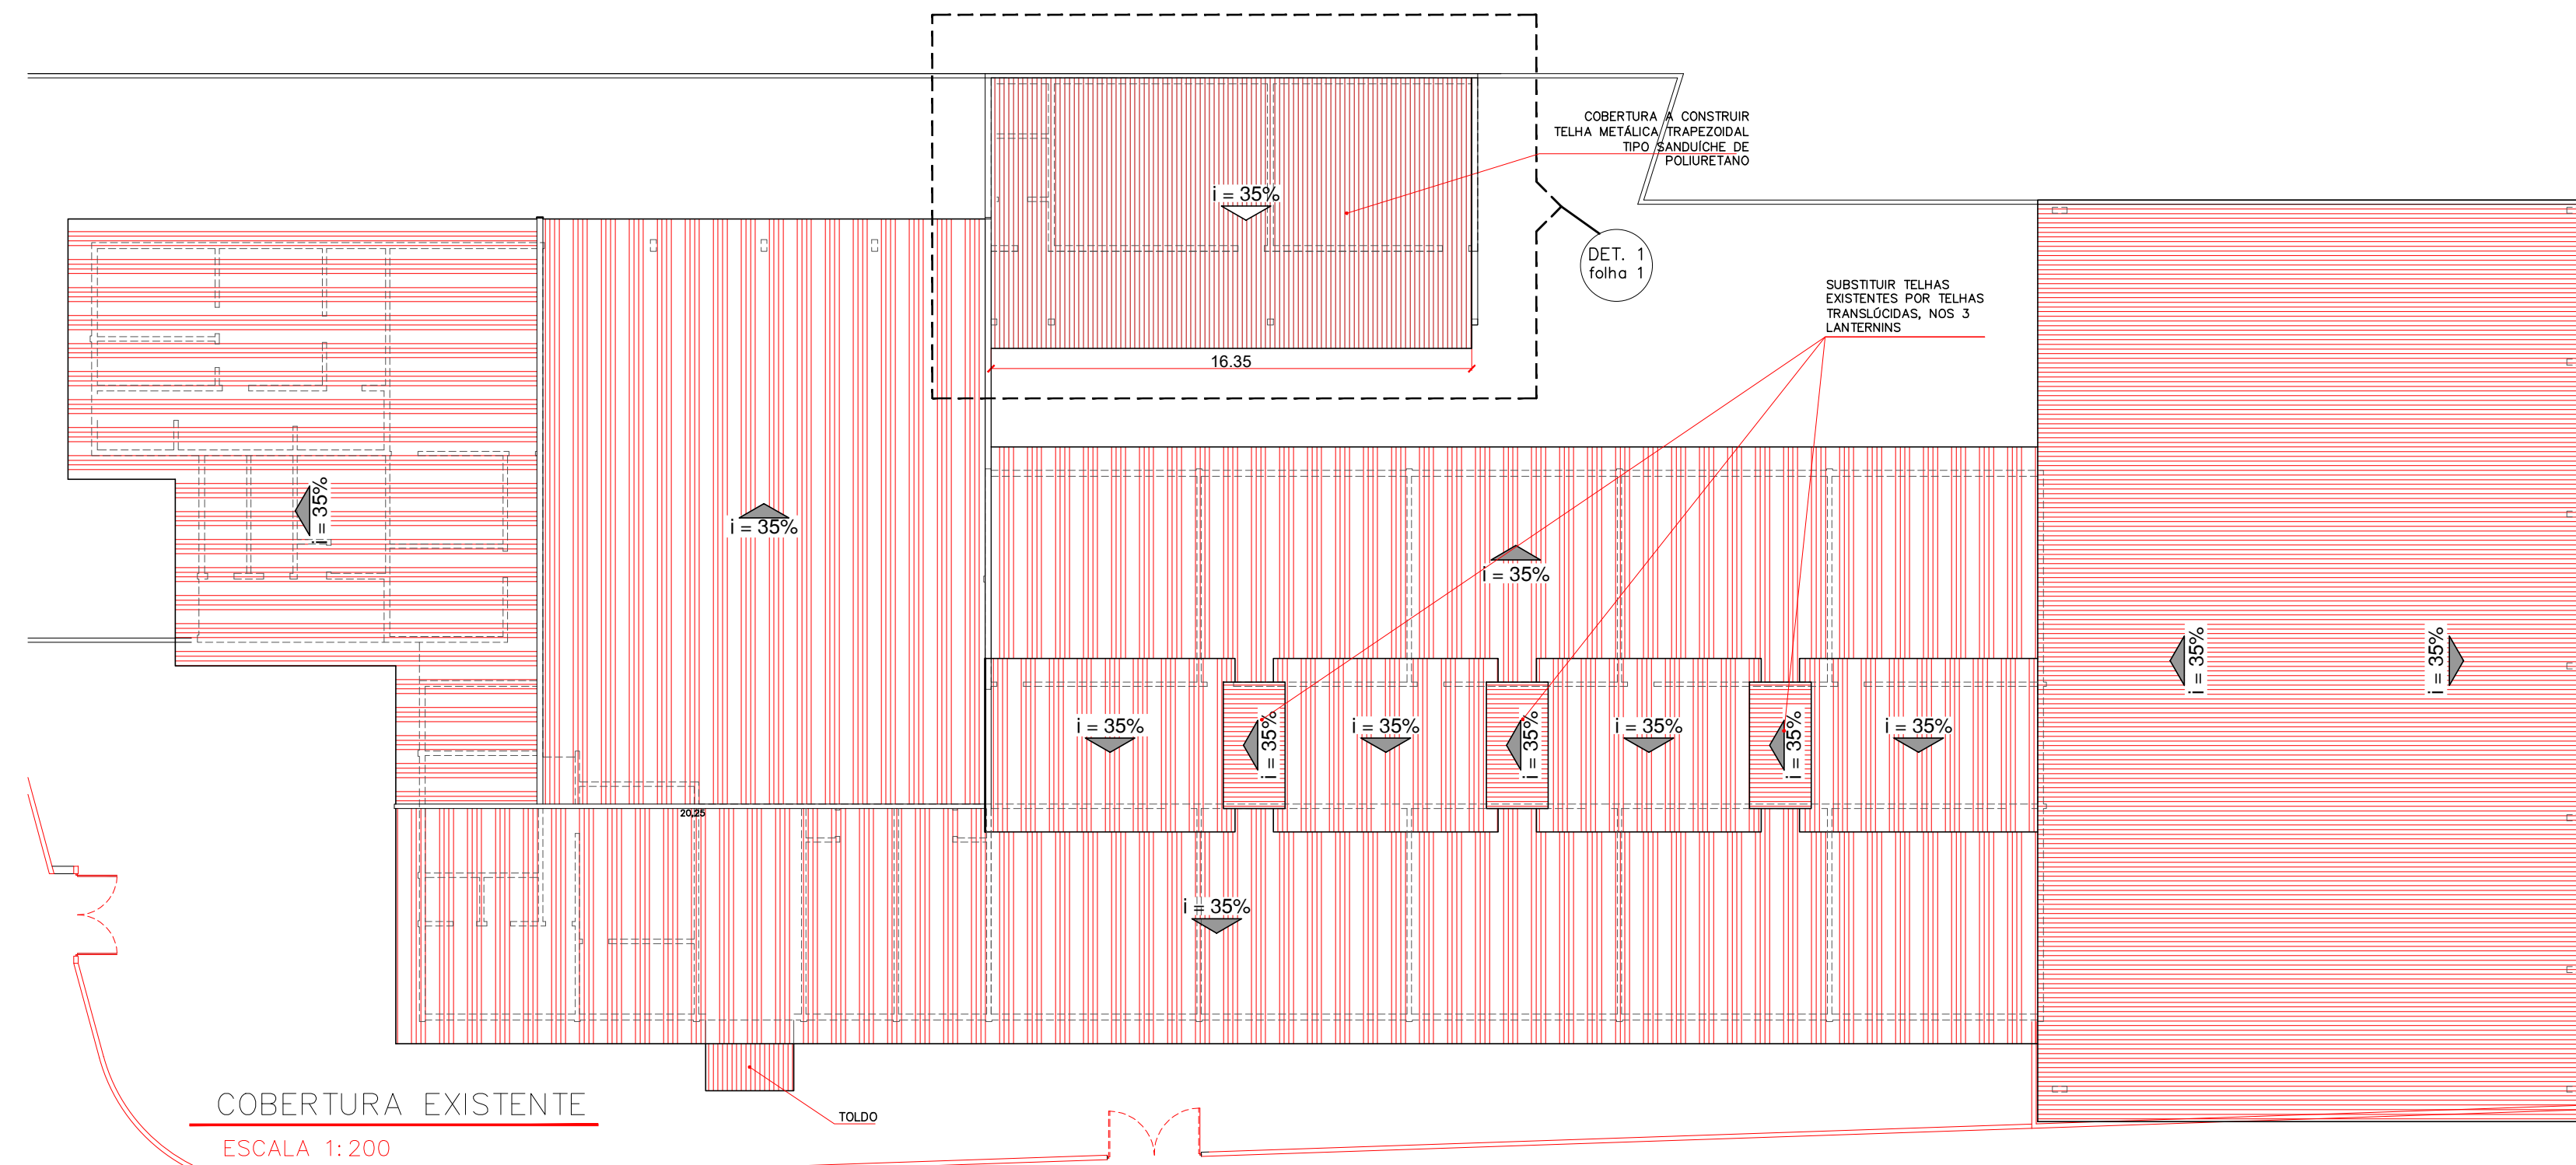 COBERTURA A CONSTRUIR
TELHA METÁLICA TRAPEZOIDAL
TIPO SANDUÍCHE DE
POLIURETANO
i = 35%
DET. 1
folha 1
SUBSTITUIR TELHAS
EXISTENTES POR TELHAS
TRANSLÚCIDAS, NOS 3
LANTERNINS
16.35
i = 35%
i = 35%
i = 35%
i = 35%
i = 35%
i = 35%
i = 35%
i = 35%
i = 35%
i = 35%
i = 35%
i = 35%
20,25
i = 35%
i = 35%
COBERTURA EXISTENTE
TOLDO
ESCALA 1:200